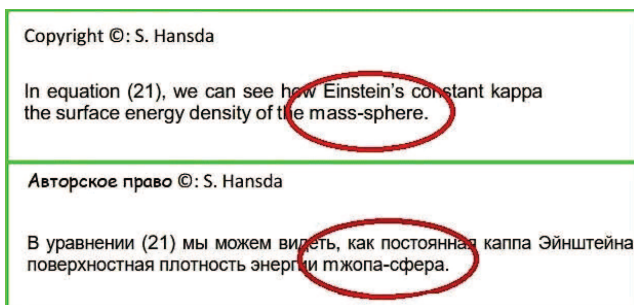 Copyright ©: S. Hansda
In equation (21), we can see how Einstein's constant kappa
the surface energy density of the mass-sphere.
Авторское право ©: S. Hansda
В уравнении (21) мы можем видеть, как постоянная каппа Эйнштейна
поверхностная плотность энергии mжопа-сфера.